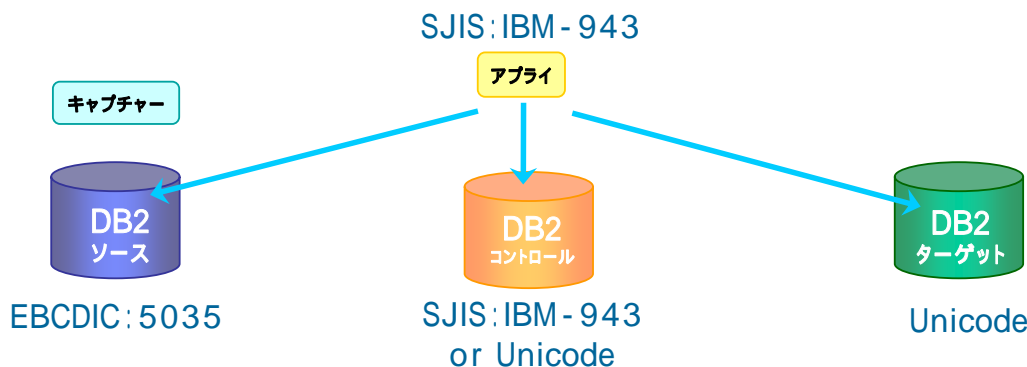 SJIS:IBM-943
アプライ
キャプチャー
DB2
ソース
EBCDIC:5035
DB2
コントロール
SJIS:IBM-943
or Unicode
DB2
ターゲット
Unicode